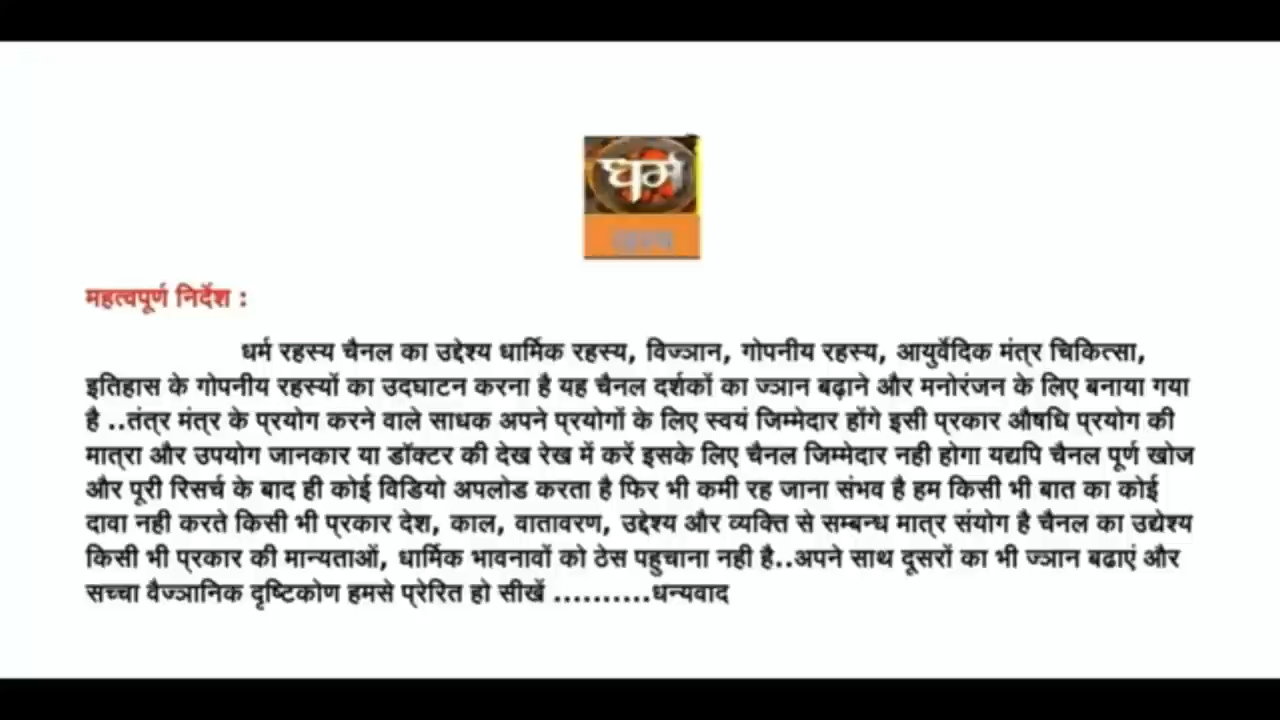 धर्म
रहस्य
महत्वपूर्ण निर्देश :
धर्म रहस्य चैनल का उद्देश्य धार्मिक रहस्य, विज्ञान, गोपनीय रहस्य, आयुर्वेदिक मंत्र चिकित्सा,
इतिहास के गोपनीय रहस्यों का उदघाटन करना है यह चैनल दर्शकों का ज्ञान बढ़ाने और मनोरंजन के लिए बनाया गया
है ..तंत्र मंत्र के प्रयोग करने वाले साधक अपने प्रयोगों के लिए स्वयं जिम्मेदार होंगे इसी प्रकार औषधि प्रयोग की
मात्रा और उपयोग जानकार या डॉक्टर की देख रेख में करें इसके लिए चैनल जिम्मेदार नही होगा यद्यपि चैनल पूर्ण खोज
और पूरी रिसर्च के बाद ही कोई विडियो अपलोड करता है फिर भी कमी रह जाना संभव है हम किसी भी बात का कोई
दावा नही करते किसी भी प्रकार देश, काल, वातावरण, उद्देश्य और व्यक्ति से सम्बन्ध मात्र संयोग है चैनल का उद्येश्य
किसी भी प्रकार की मान्यताओं, धार्मिक भावनावों को ठेस पहुचाना नही है..अपने साथ दूसरों का भी ज्ञान बढाएं और
सच्चा वैज्ञानिक दृष्टिकोण हमसे प्रेरित हो सीखें ..........धन्यवाद